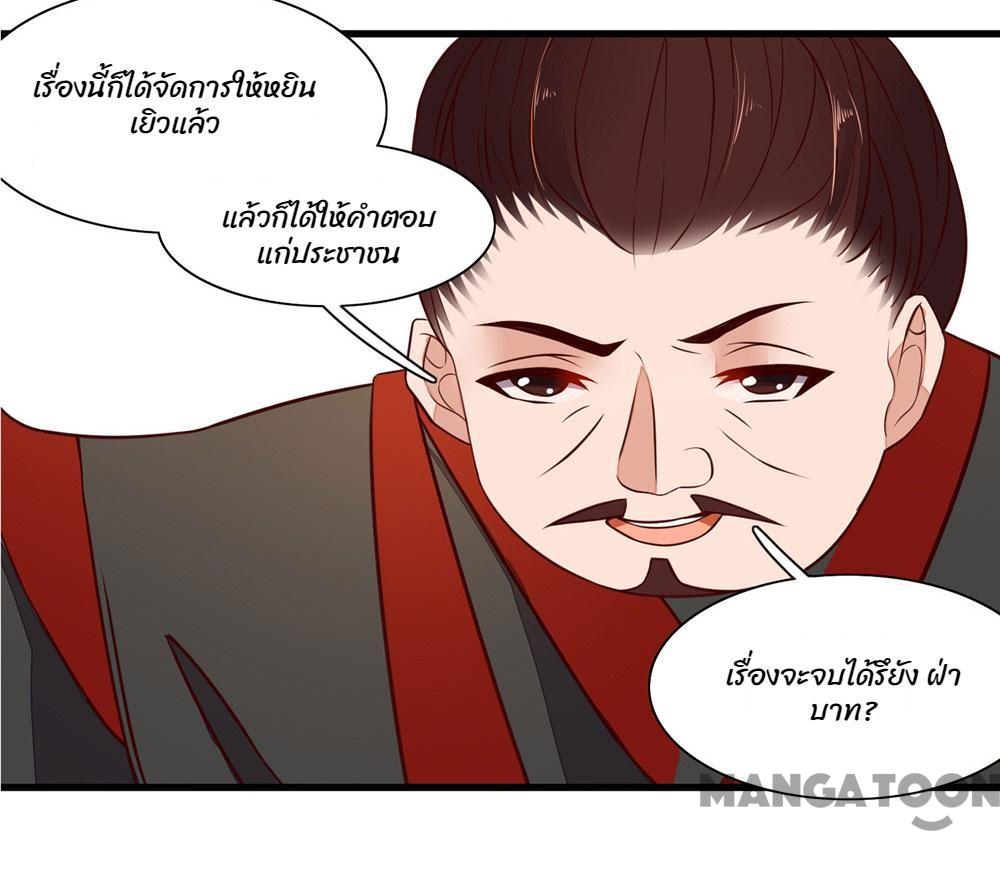 เรื่องนี้ก็ได้จัดการให้หยิน
เยิวแล้ว
แล้วก็ได้ให้คำตอบ
แก่ประชาชน
เรื่องจะจบได้รึยัง ฝ่า
บาท?
MANGATOON